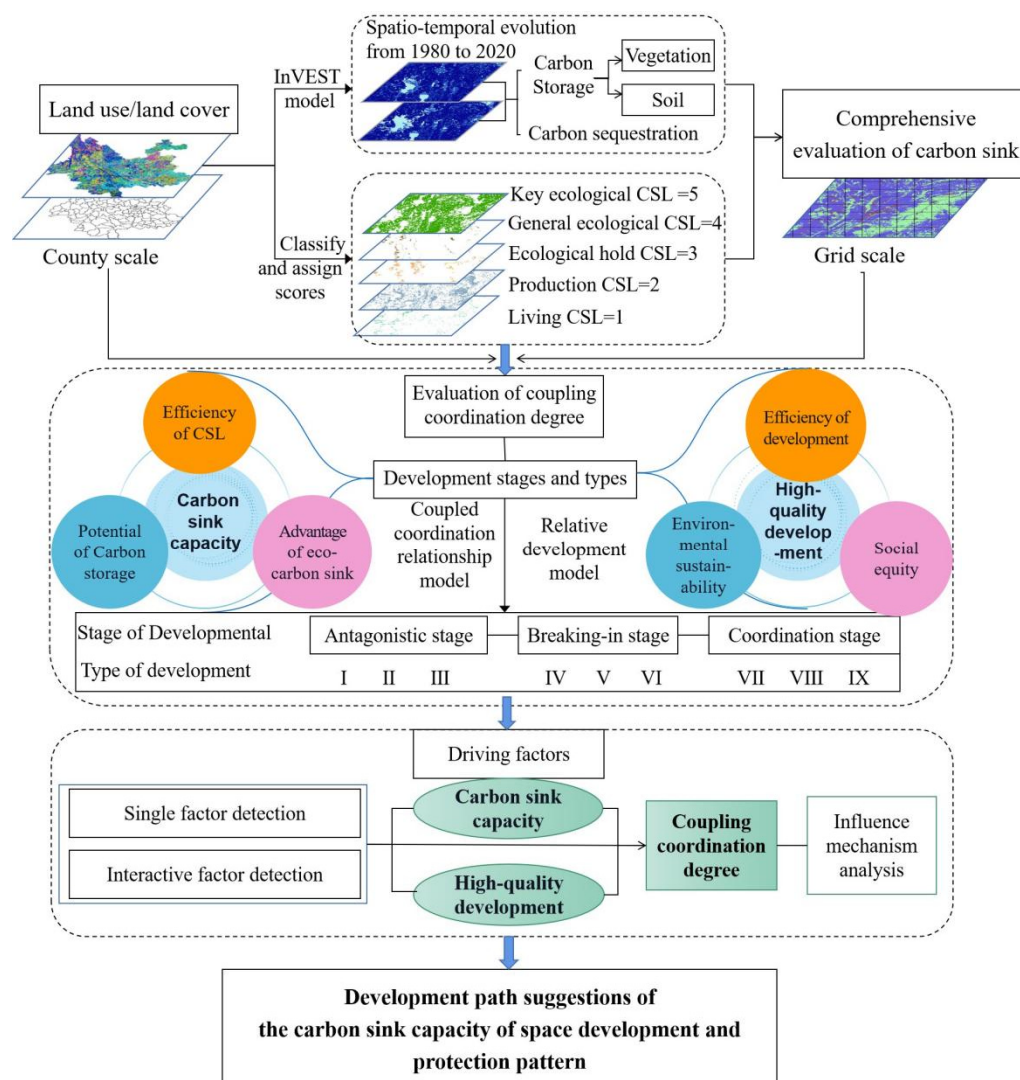 Spatio-temporal evolution
from 1980 to 2020
Carbon
Storage
Vegetation
Soil
Carbon sequestration
InVEST
model
Land use/land cover
County scale
Classify
and assign
scores
Key ecological CSL =5
General ecological CSL=4
Ecological hold CSL=3
Production CSL=2
Living CSL=1
Comprehensive
evaluation of carbon sink
Grid scale
Evaluation of coupling
coordination degree
Development stages and types
Coupled
coordination
relationship
model
Relative
development
model
Efficiency
of CSL
Carbon
sink
capacity
Potential
of Carbon
storage
Advantage
of eco-
carbon sink
Efficiency of
development
High-
quality
develop
-ment
Environ-
mental
sustain-
ability
Social
equity
Stage of Developmental
Antagonistic stage
Breaking-in stage
Coordination stage
Type of development
I II III IV V VI VII VIII IX
Driving factors
Single factor detection
Interactive factor detection
Carbon sink
capacity
High-quality
development
Coupling
coordination
degree
Influence
mechanism
analysis
Development path suggestions of
the carbon sink capacity of space development and
protection pattern